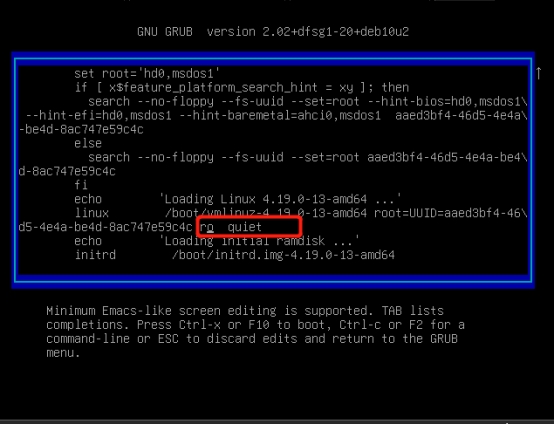 GNU GRUB  version 2.02+dfsg1-20+deb10u2
set root='hd0,msdos1'
if [ x$feature_platform_search_hint = xy ]; then
search --no-floppy --fs-uuid --set=root --hint-bios=hd0,msdos1\
--hint-efi=hd0,msdos1 --hint-baremetal=ahci0,msdos1  aaed3bf4-46d5-4e4a\
-be4d-8ac747e59c4c
else
search --no-floppy --fs-uuid --set=root aaed3bf4-46d5-4e4a-be4\
d-8ac747e59c4c
fi
echo        'Loading Linux 4.19.0-13-amd64 ...'
linux        /boot/vmlinuz-4.19.0-13-amd64 root=UUID=aaed3bf4-46\
d5-4e4a-be4d-8ac747e59c4c ro  quiet
echo        'Loading initial ramdisk ...'
initrd        /boot/initrd.img-4.19.0-13-amd64
Minimum Emacs-like screen editing is supported. TAB lists
completions. Press Ctrl-x or F10 to boot, Ctrl-c or F2 for a
command-line or ESC to discard edits and return to the GRUB
menu.